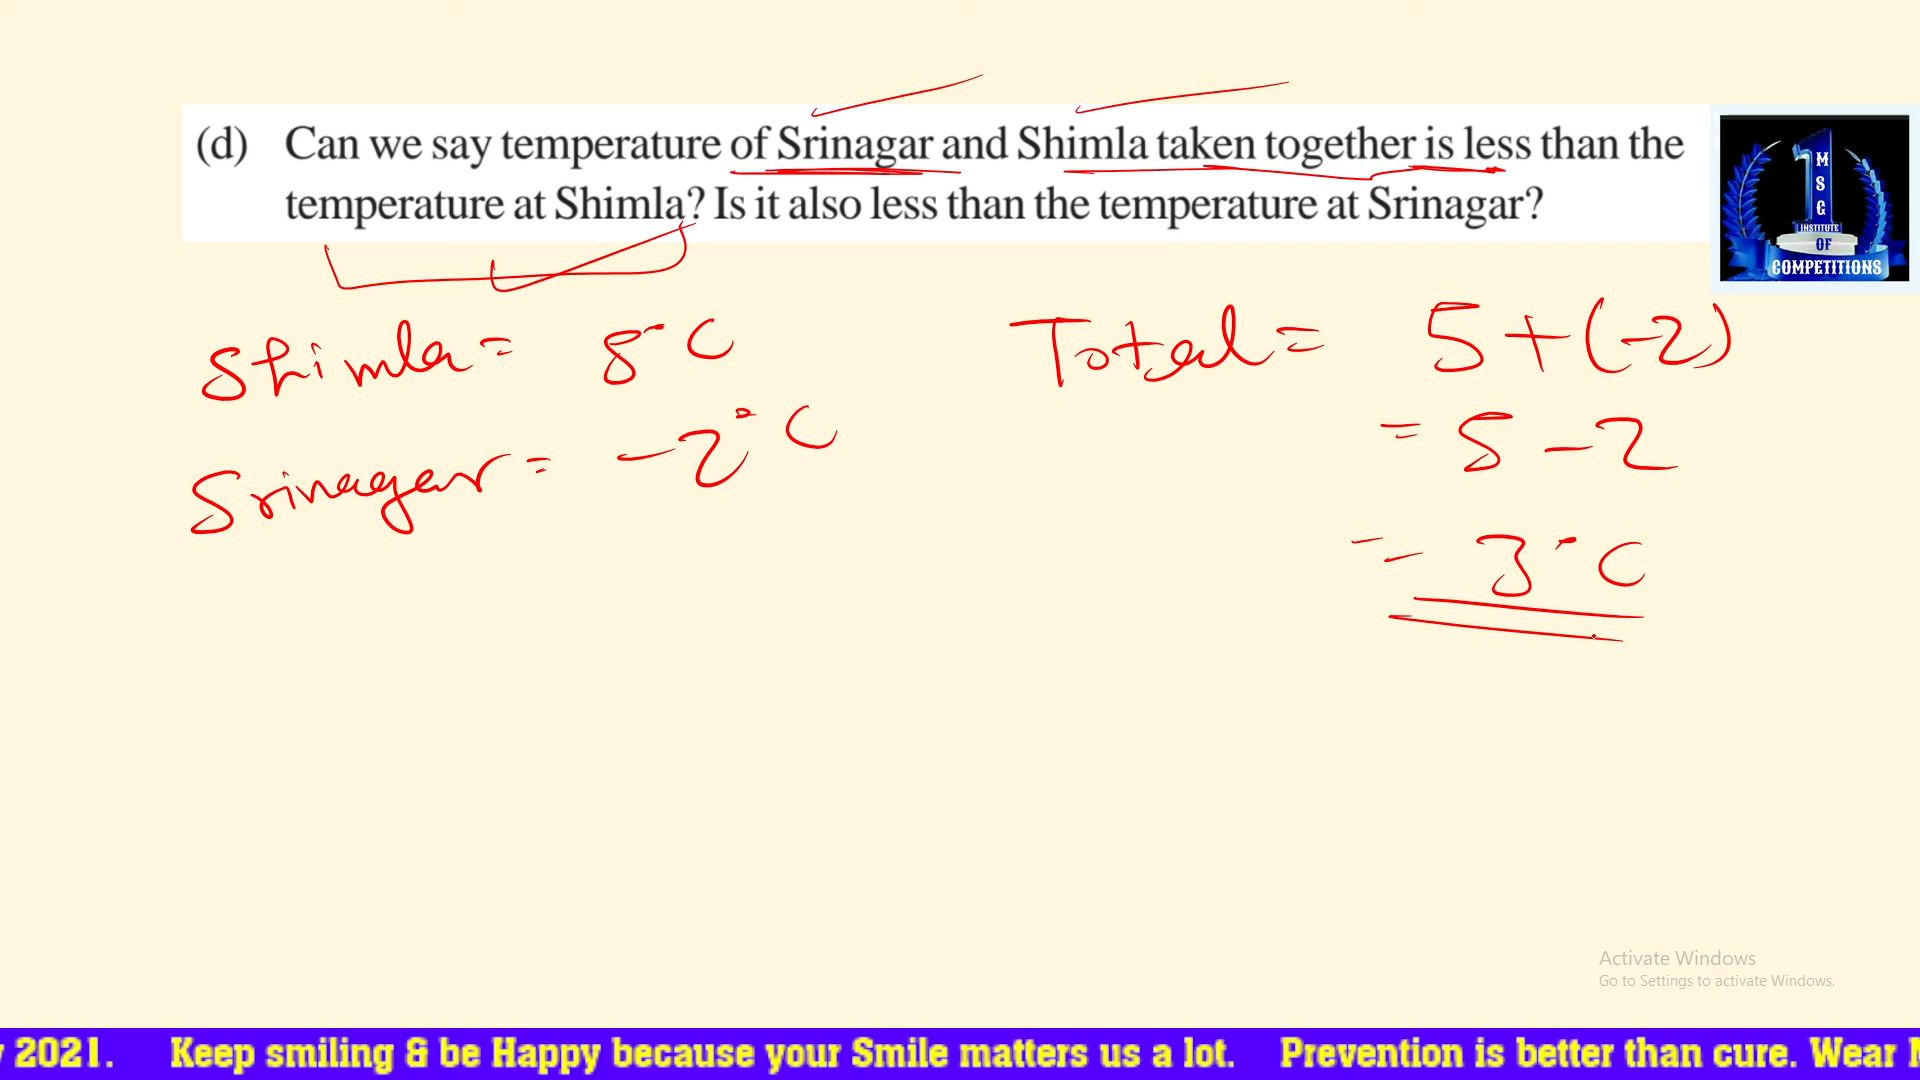 (d) Can we say temperature of Srinagar and Shimla taken together is less than the
temperature at Shimla? Is it also less than the temperature at Srinagar?
1
M
S
G
INSTITUTE
OF
COMPETITIONS
Shimla = 5°C
Srinagar = -2°C
Total = 5+(-2)
= 5-2
= 3°C
Activate Windows
Go to Settings to activate Windows.
2021. Keep smiling & be Happy because your Smile matters us a lot. Prevention is better than cure. Wear